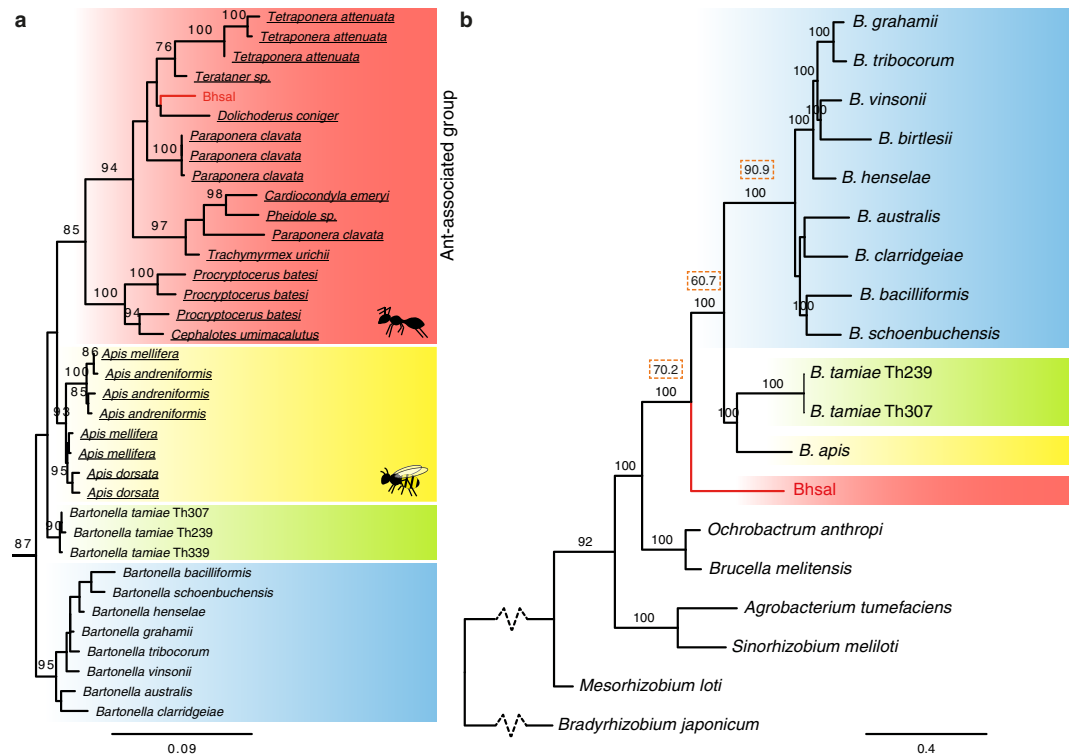 a
100
Tetraponera attenuata
100
Tetraponera attenuata
76
Tetraponera attenuata
Terataner sp.
Bhsal
Dolichoderus coniger
Paraponera clavata
100
Paraponera clavata
94
Paraponera clavata
98
Cardiocondyla emeryi
Pheidole sp.
97
Paraponera clavata
85
Trachymyrmex urichii
100
Procryptocerus batesi
100
Procryptocerus batesi
94
Procryptocerus batesi
Cephalotes umimacalutus
Ant-associated group
86
Apis mellifera
100
Apis andreniformis
85
Apis andreniformis
93
Apis andreniformis
Apis mellifera
Apis mellifera
95
Apis dorsata
Apis dorsata
Bartonella tamiae Th307
90
Bartonella tamiae Th239
87
Bartonella tamiae Th339
Bartonella bacilliformis
Bartonella schoenbuchensis
Bartonella henselae
Bartonella grahamii
Bartonella tribocorum
95
Bartonella vinsonii
Bartonella australis
Bartonella clarridgeiae
0.09
b
B. grahamii
100
B. tribocorum
100
B. vinsonii
100
100
B. birtlesii
90.9
B. henselae
100
B. australis
B. clarridgeiae
60.7
B. bacilliformis
100
100
B. schoenbuchensis
70.2
B. tamiae Th239
100
100
B. tamiae Th307
100
B. apis
100
Bhsal
Ochrobactrum anthropi
100
92
Brucella melitensis
Agrobacterium tumefaciens
100
Sinorhizobium meliloti
Mesorhizobium loti
Bradyrhizobium japonicum
0.4